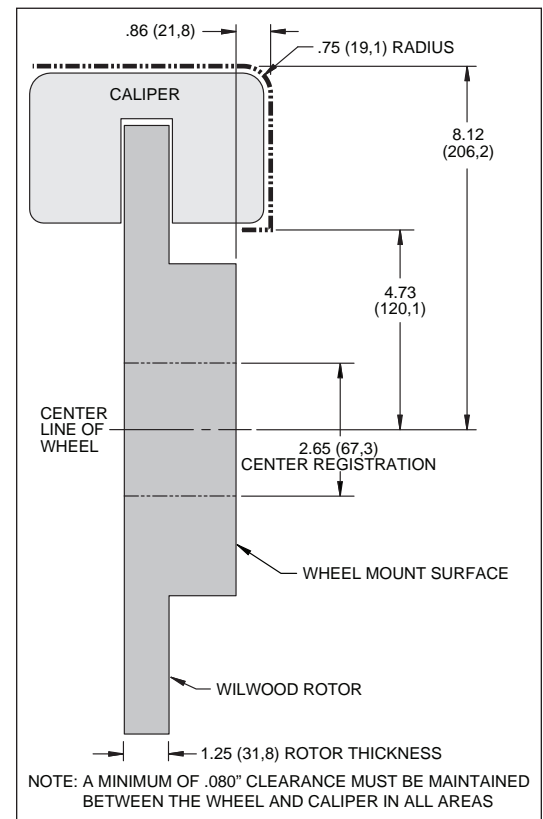 .86 (21,8)
.75 (19,1) RADIUS
CALIPER
8.12
(206,2)
4.73
(120,1)
CENTER
LINE OF
WHEEL
2.65 (67,3)
CENTER REGISTRATION
WHEEL MOUNT SURFACE
WILWOOD ROTOR
1.25 (31,8) ROTOR THICKNESS
NOTE: A MINIMUM OF .080" CLEARANCE MUST BE MAINTAINED
BETWEEN THE WHEEL AND CALIPER IN ALL AREAS